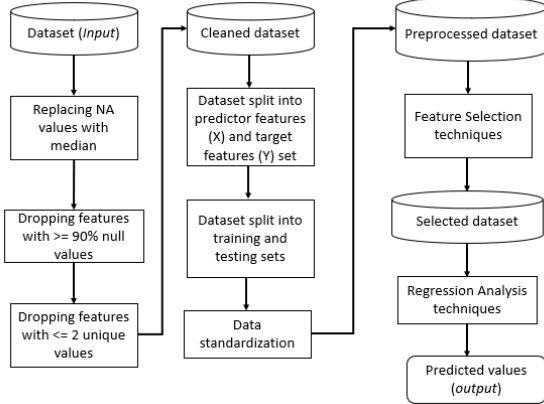 Dataset (Input)
Replacing NA
values with
median
Dropping features
with >= 90% null
values
Dropping features
with <= 2 unique
values
Cleaned dataset
Dataset split into
predictor features
(X) and target
features (Y) set
Dataset split into
training and
testing sets
Data
standardization
Preprocessed dataset
Feature Selection
techniques
Selected dataset
Regression Analysis
techniques
Predicted values
(output)